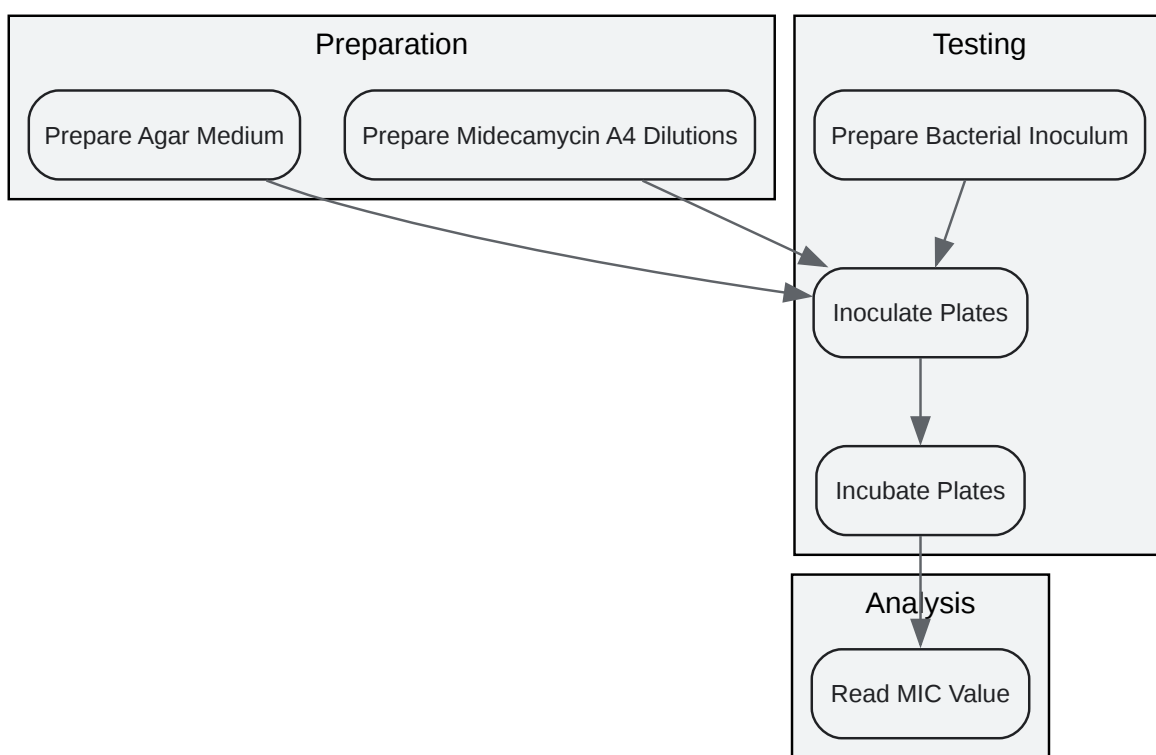 Preparation
Testing
Prepare Agar Medium
Prepare Midecamycin A4 Dilutions
Prepare Bacterial Inoculum
Inoculate Plates
Incubate Plates
Analysis
Read MIC Value